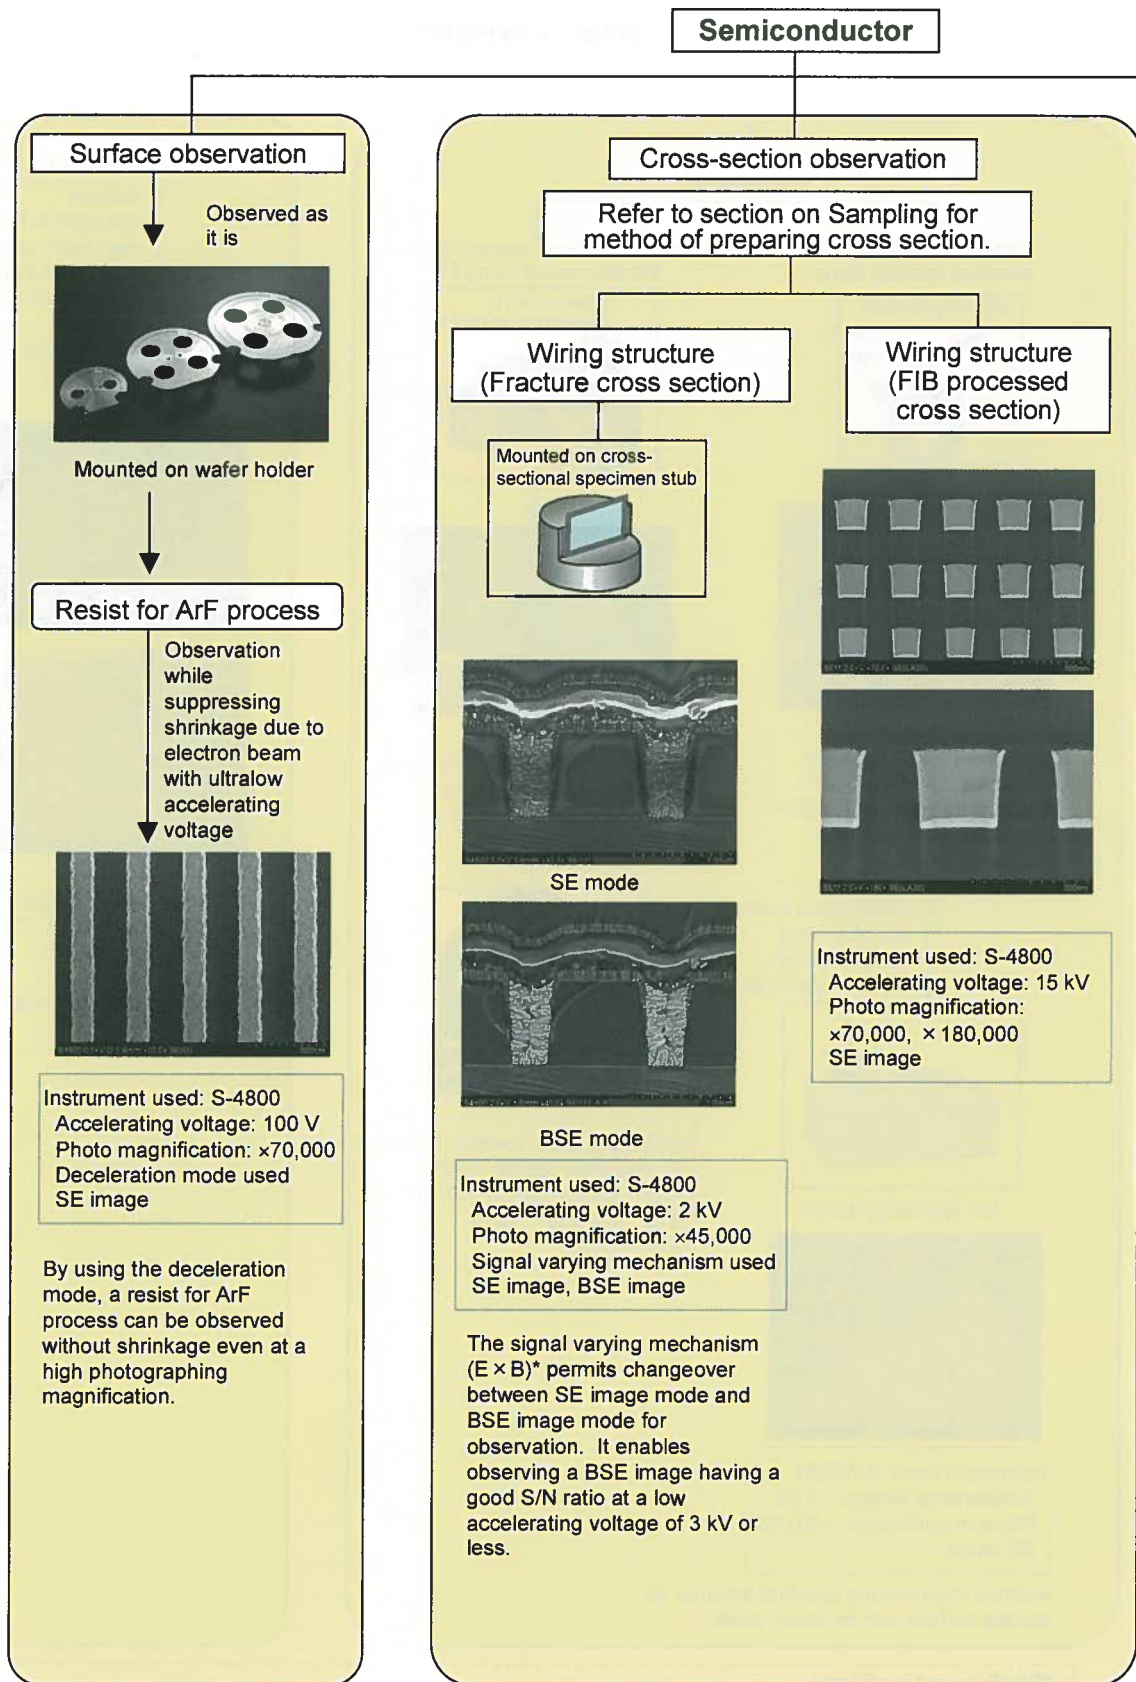 Semiconductor
Surface observation
Observed as
it is
Mounted on wafer holder
Resist for ArF process
Observation
while
suppressing
shrinkage due to
electron beam
with ultralow
accelerating
voltage
Instrument used: S-4800
Accelerating voltage: 100 V
Photo magnification: ×70,000
Deceleration mode used
SE image
By using the deceleration
mode, a resist for ArF
process can be observed
without shrinkage even at a
high photographing
magnification.
Cross-section observation
Refer to section on Sampling for
method of preparing cross section.
Wiring structure
(Fracture cross section)
Mounted on cross-
sectional specimen stub
SE mode
BSE mode
Instrument used: S-4800
Accelerating voltage: 2 kV
Photo magnification: ×45,000
Signal varying mechanism used
SE image, BSE image
The signal varying mechanism
(E × B)* permits changeover
between SE image mode and
BSE image mode for
observation. It enables
observing a BSE image having a
good S/N ratio at a low
accelerating voltage of 3 kV or
less.
Wiring structure
(FIB processed
cross section)
Instrument used: S-4800
Accelerating voltage: 15 kV
Photo magnification:
×70,000, × 180,000
SE image